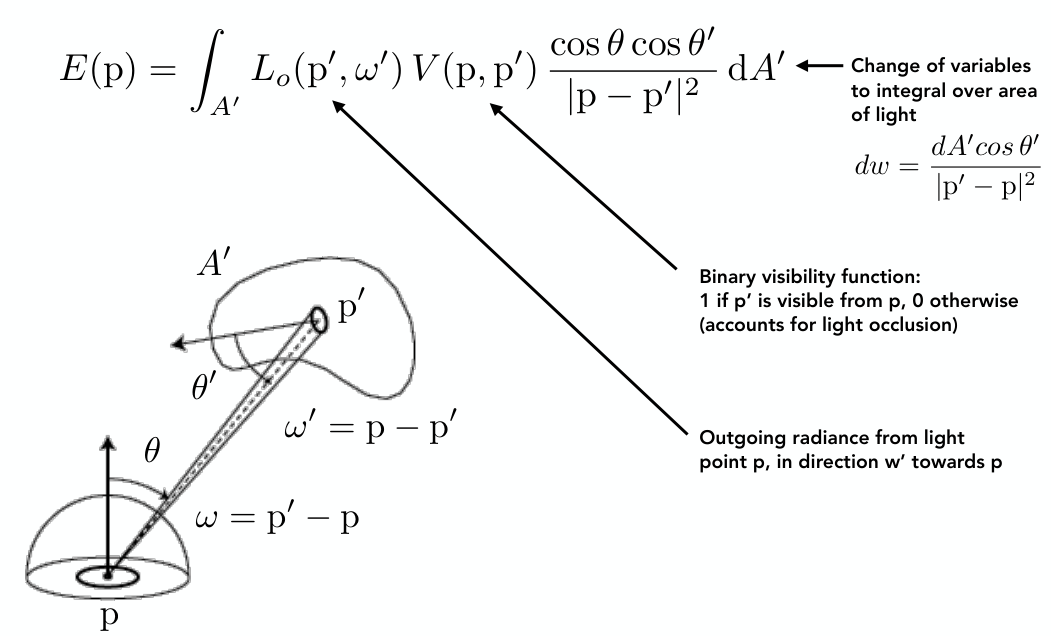 E(p) = ∫_{A′} L_o(p′, ω′) V(p, p′) \frac{cos θ cos θ′}{|p − p′|^2} dA′
Change of variables
to integral over area
of light
dw = \frac{dA′cos θ′}{|p′ − p|^2}
Binary visibility function:
1 if p’ is visible from p, 0 otherwise
(accounts for light occlusion)
A′
p′
θ′
ω′ = p − p′
Outgoing radiance from light
point p, in direction w’ towards p
θ
ω = p′ − p
p